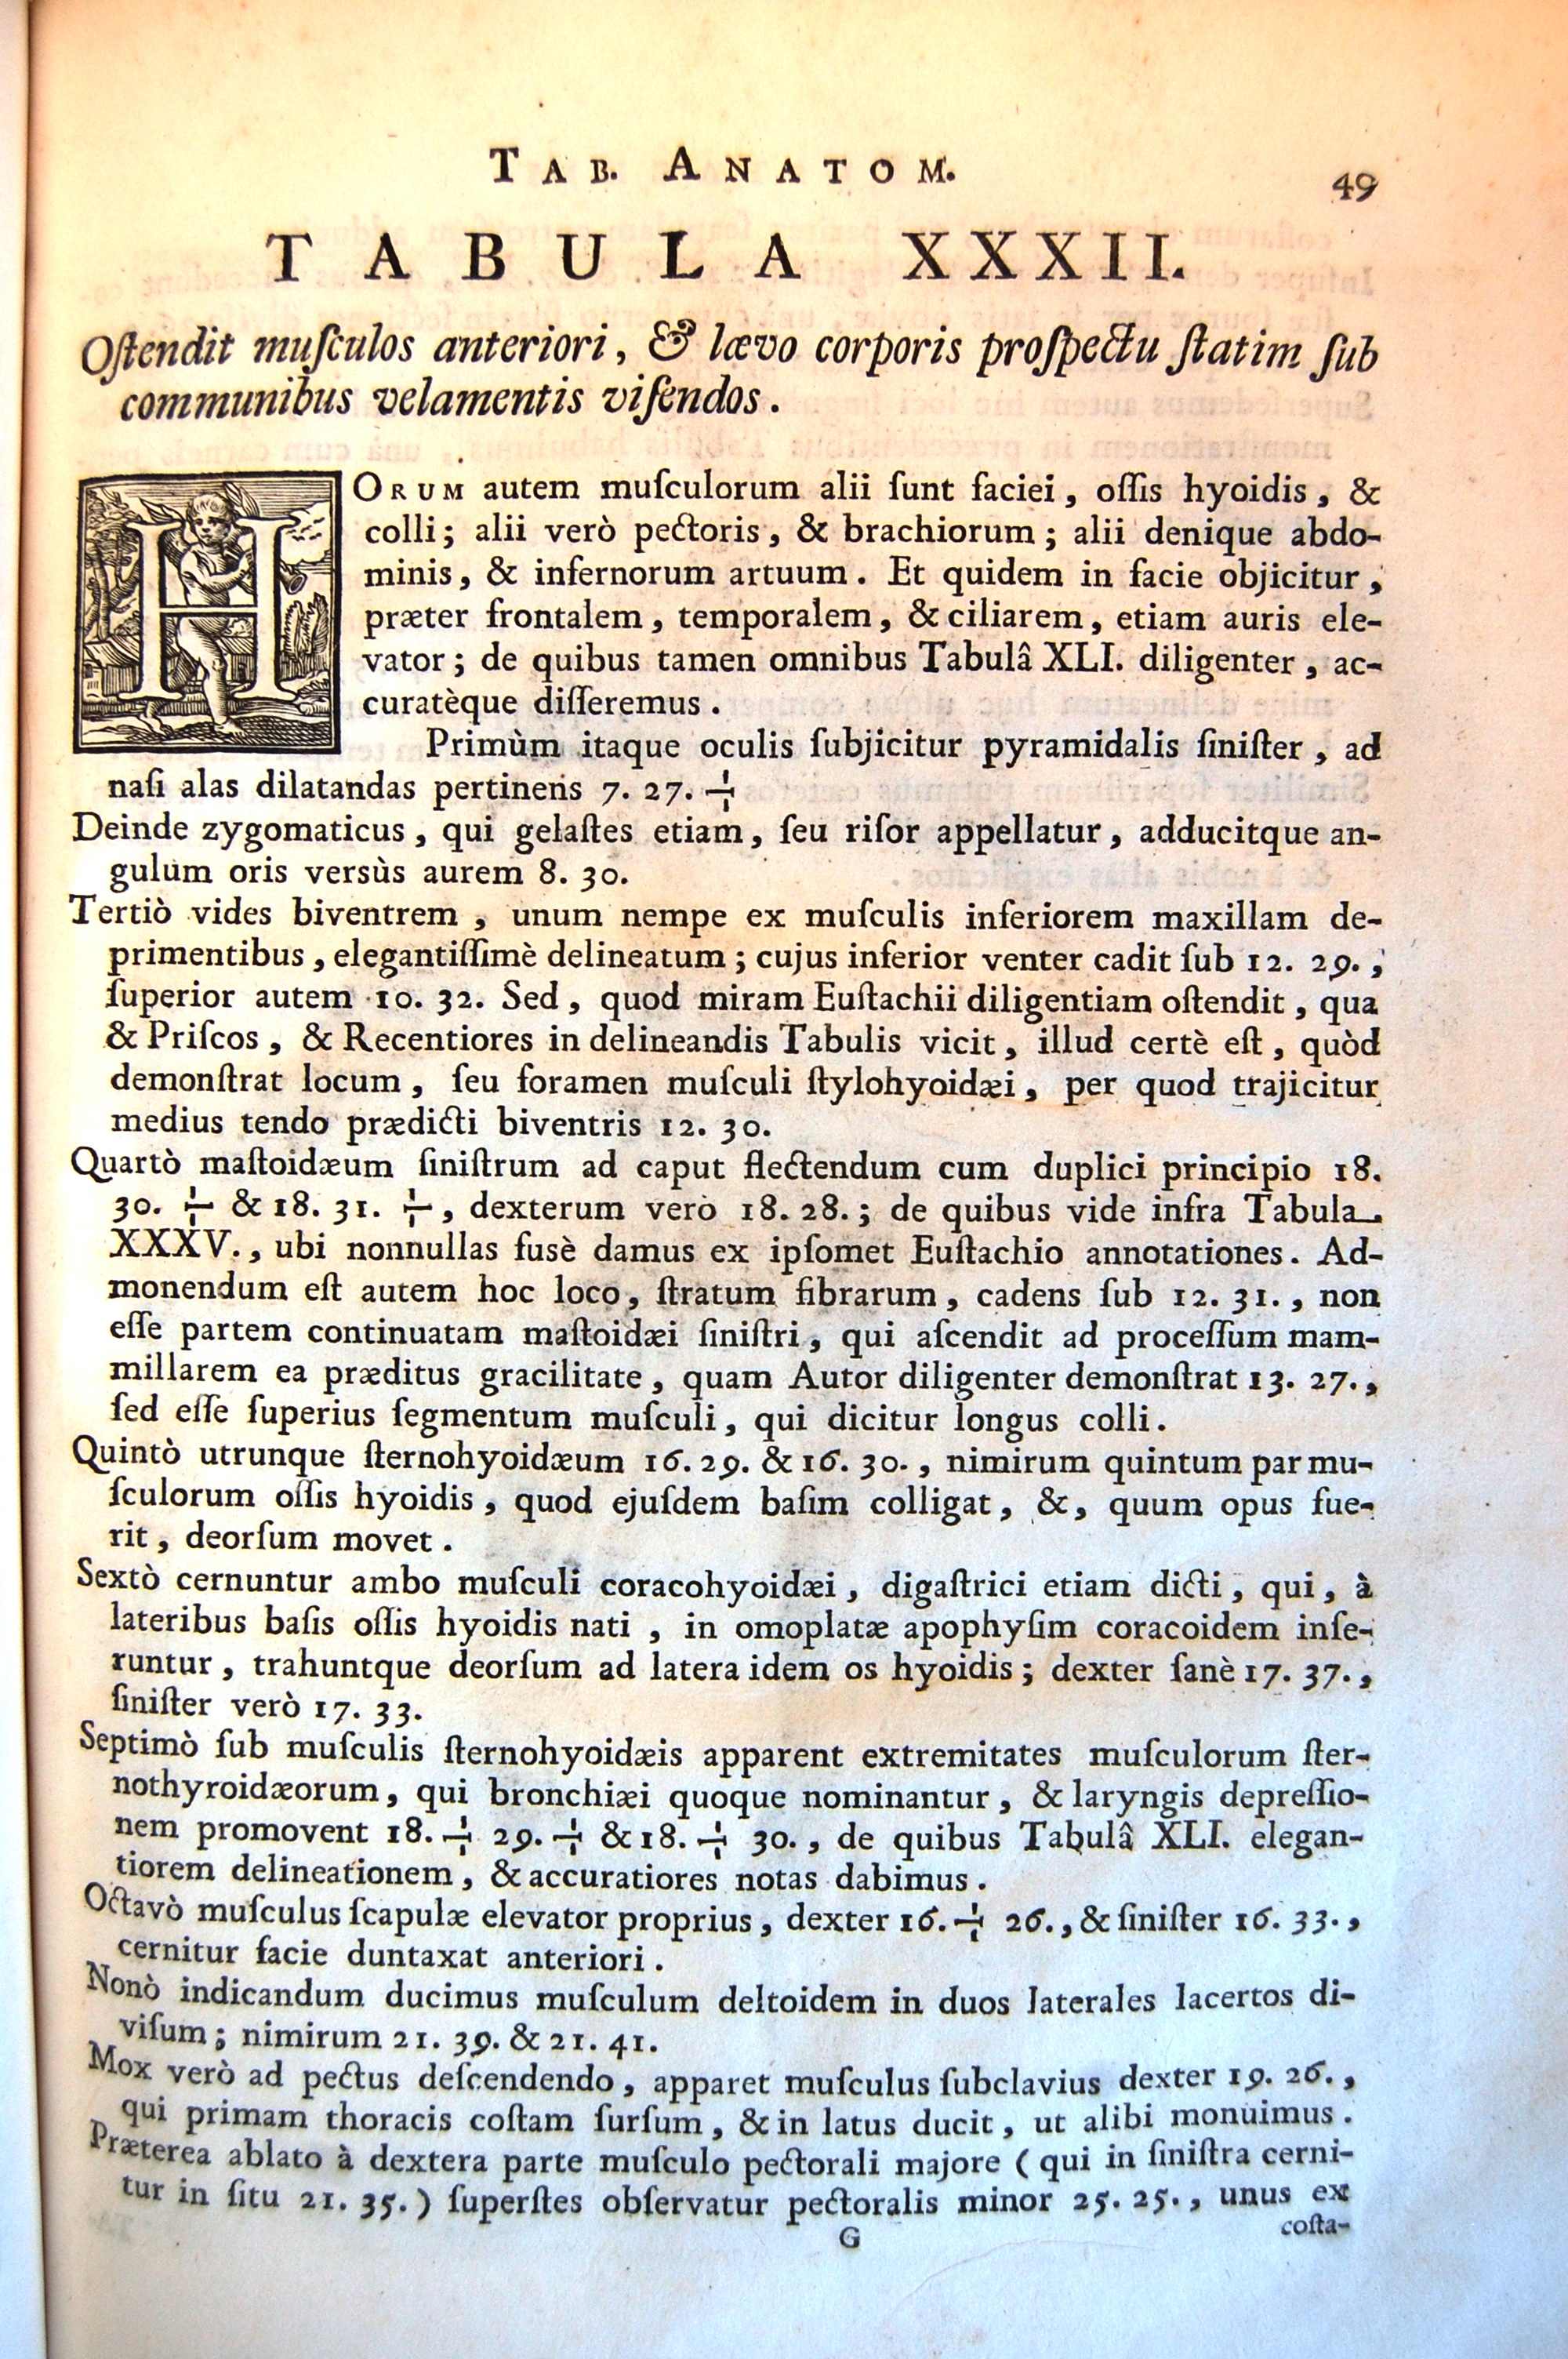 TAB. ANATOM. 49
TABULA XXXII.
Oſtendit muſculos anteriori, & lævo corporis proſpectu ſtatim ſub
communibus velamentis viſendos.
HORUM autem muſculorum alii ſunt faciei, oſſis hyoidis, &
colli; alii verò pectoris, & brachiorum; alii denique abdo-
minis, & infernorum artuum. Et quidem in facie objicitur,
præter frontalem, temporalem, & ciliarem, etiam auris ele-
vator; de quibus tamen omnibus Tabulâ XLI. diligenter, ac-
curatèque diſſeremus.
Primùm itaque oculis ſubjicitur pyramidalis ſiniſter, ad
naſi alas dilatandas pertinens 7. 27. ⸓
Deinde zygomaticus, qui gelaſtes etiam, ſeu riſor appellatur, adducitque an-
gulum oris versùs aurem 8. 30.
Tertiò vides biventrem, unum nempe ex muſculis inferiorem maxillam de-
primentibus, elegantiſſimè delineatum; cujus inferior venter cadit ſub 12. 29.,
ſuperior autem 10. 32. Sed, quod miram Euſtachii diligentiam oſtendit, qua
& Priſcos, & Recentiores in delineandis Tabulis vicit, illud certè eſt, quòd
demonſtrat locum, ſeu foramen muſculi ſtylohyoidæi, per quod trajicitur
medius tendo prædicti biventris 12. 30.
Quartò maſtoidæum ſiniſtrum ad caput flectendum cum duplici principio 18.
30. ⸓ & 18. 31. ⸓, dexterum verò 18. 28.; de quibus vide infra Tabula
XXXV., ubi nonnullas fusè damus ex ipſomet Euſtachio annotationes. Ad-
monendum eſt autem hoc loco, ſtratum fibrarum, cadens ſub 12. 31., non
eſſe partem continuatam maſtoidæi ſiniſtri, qui aſcendit ad proceſſum mam-
millarem ea præditus gracilitate, quam Autor diligenter demonſtrat 13. 27.,
ſed eſſe ſuperius ſegmentum muſculi, qui dicitur longus colli.
Quintò utrunque ſternohyoidæum 16. 29. & 16. 30., nimirum quintum par mu-
ſculorum oſſis hyoidis, quod ejuſdem baſim colligat, &, quum opus fue-
rit, deorſum movet.
Sextò cernuntur ambo muſculi coracohyoidæi, digaſtrici etiam dicti, qui, à
lateribus baſis oſſis hyoidis nati, in omoplatæ apophyſim coracoidem inſe-
runtur, trahuntque deorſum ad latera idem os hyoidis; dexter ſanè 17. 37.,
ſiniſter verò 17. 33.
Septimò ſub muſculis ſternohyoidæis apparent extremitates muſculorum ſter-
nothyroidæorum, qui bronchiæi quoque nominantur, & laryngis depreſſio-
nem promovent 18. ⸓ 29. ⸓ & 18. ⸓ 30., de quibus Tabulâ XLI. elegan-
tiorem delineationem, & accuratiores notas dabimus.
Octavò muſculus ſcapulæ elevator proprius, dexter 16. ⸓ 26., & ſiniſter 16. 33.,
cernitur facie duntaxat anteriori.
Nonò indicandum ducimus muſculum deltoidem in duos laterales lacertos di-
viſum; nimirum 21. 39. & 21. 41.
Mox verò ad pectus deſcendendo, apparet muſculus ſubclavius dexter 19. 26.,
qui primam thoracis coſtam ſurſum, & in latus ducit, ut alibi monuimus.
Præterea ablato à dextera parte muſculo pectorali majore (qui in ſiniſtra cerni-
tur in ſitu 21. 35.) ſuperſtes obſervatur pectoralis minor 25. 25., unus ex
G coſta-